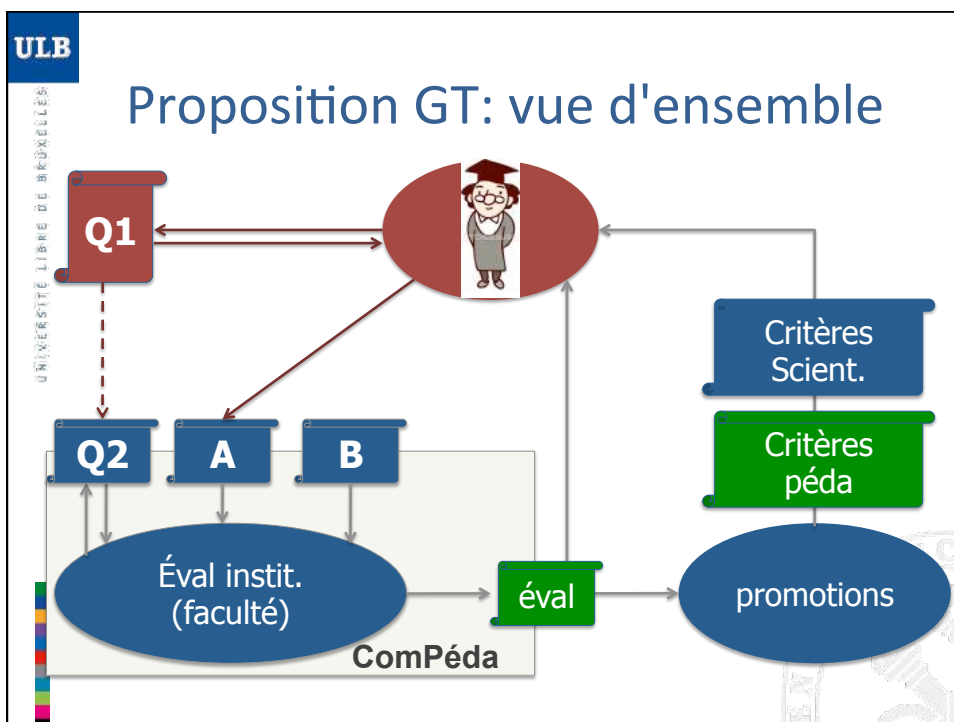 ULB
UNIVERSITÉ LIBRE DE BRUXELLES
Proposition GT: vue d'ensemble
Q1
Critères
Scient.
Critères
péda
Q2
A
B
Éval instit.
(faculté)
éval
promotions
ComPéda